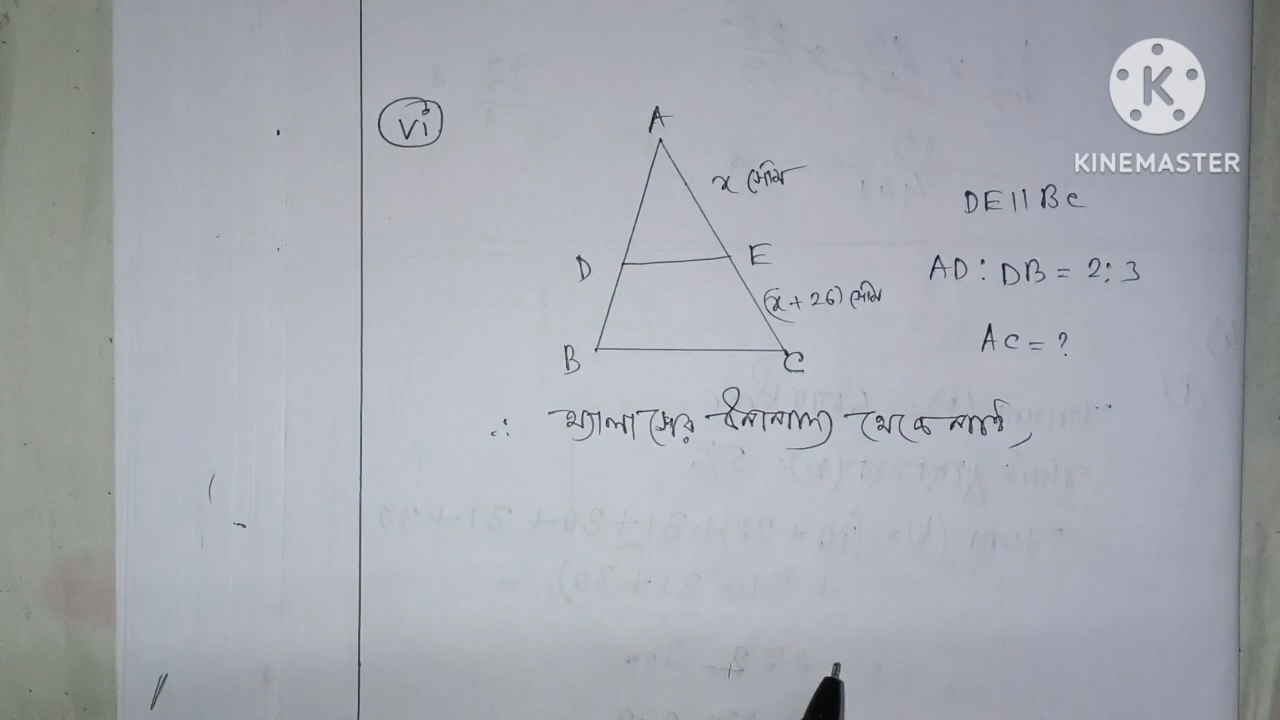 vi
A
x সেমি
DE || BC
D
E
AD : DB = 2 : 3
(x + 26) সেমি
AC = ?
B
C
∴ থ্যালাসের উপপাদ্য থেকে পাই,
K
KINEMASTER